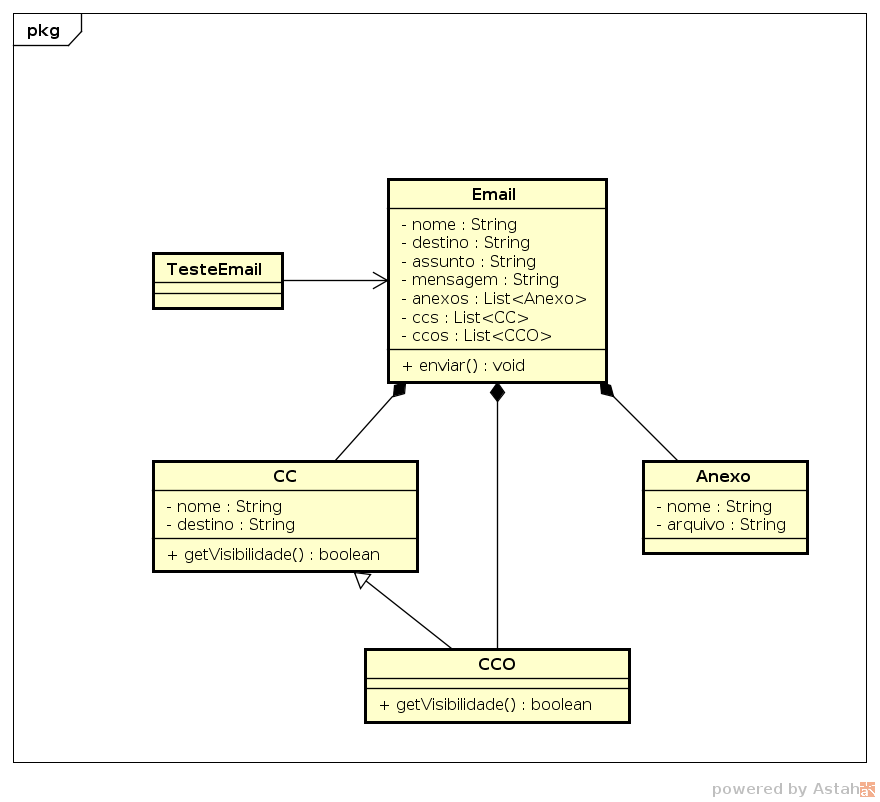 pkg
Email
- nome : String
- destino : String
- assunto : String
- mensagem : String
- anexos : List<Anexo>
- ccs : List<CC>
- ccos : List<CCO>
+ enviar() : void
TesteEmail
CC
- nome : String
- destino : String
+ getVisibilidade() : boolean
Anexo
- nome : String
- arquivo : String
CCO
+ getVisibilidade() : boolean
powered by Astah